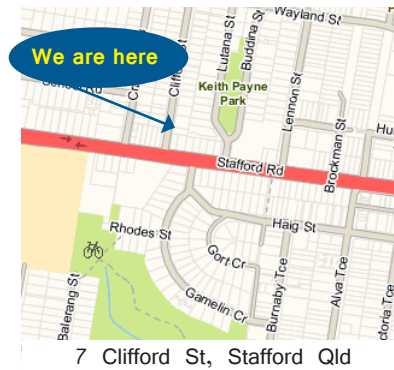 Wayland St
We are here
Lutana St
Buddina St
Keith Payne
Park
Lennon St
Brockman St
Stafford Rd
Haig St
Rhodes St
Gort Cr
Gamelin Cr
Balerang St
Burnaby Tce
Alva Tce
7 Clifford St, Stafford Qld